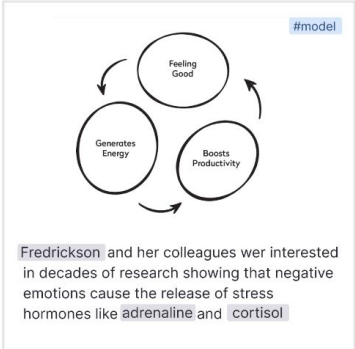 #model
Feeling
Good
Generates
Energy
Boosts
Productivity
Fredrickson and her colleagues wer interested
in decades of research showing that negative
emotions cause the release of stress
hormones like adrenaline and cortisol